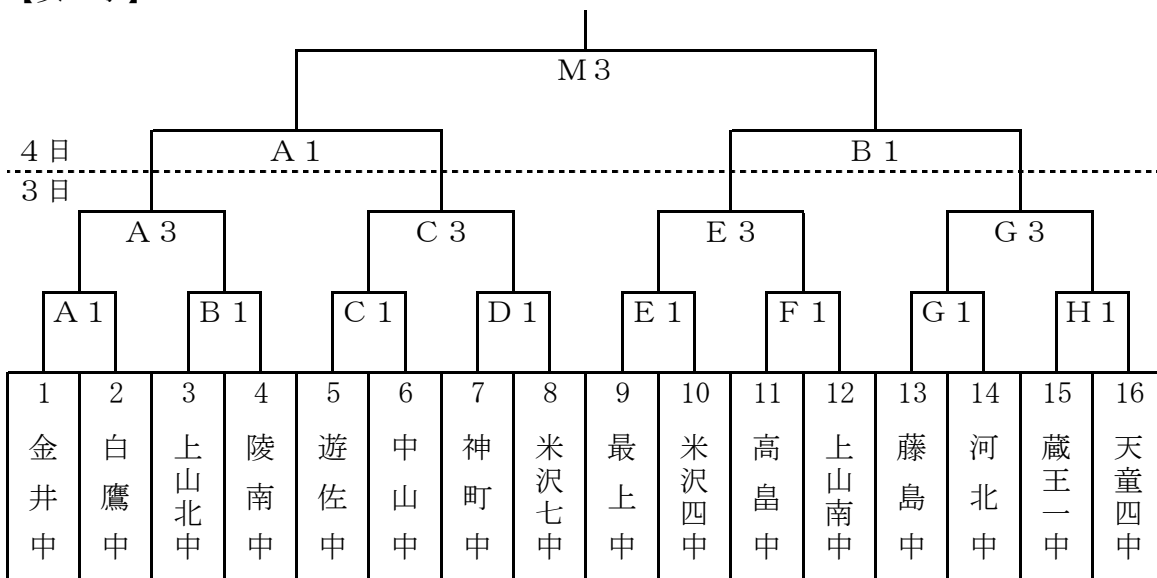 M3
4日
A1
B1
3日
A3
C3
E3
G3
A1
B1
C1
D1
E1
F1
G1
H1
1 2 3 4 5 6 7 8 9 10 11 12 13 14 15 16
金井中
白鷹中
上山北中
陵南中
遊佐中
中山中
神町中
米沢七中
最上中
米沢四中
高畠中
上山南中
藤島中
河北中
蔵王一中
天童四中